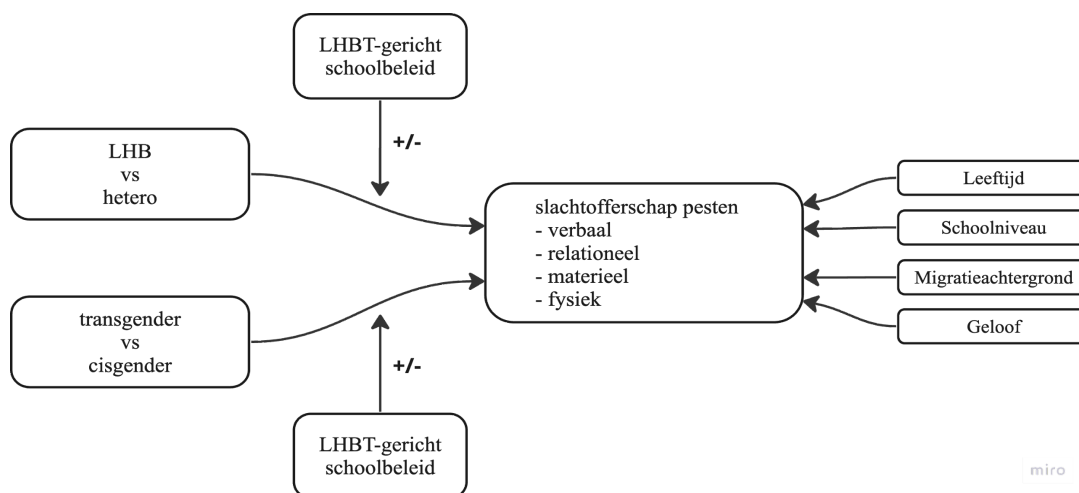 LHBT-gericht
schoolbeleid
+/-
LHB
vs
hetero
slachtofferschap pesten
- verbaal
- relationeel
- materieel
- fysiek
Leeftijd
Schoolniveau
Migratieachtergrond
Geloof
transgender
vs
cisgender
+/-
LHBT-gericht
schoolbeleid
miro